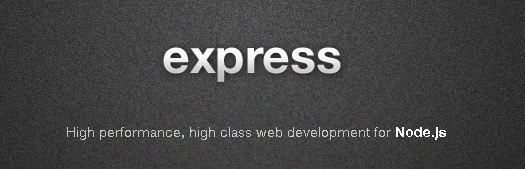 express
High performance, high class web development for Node.js